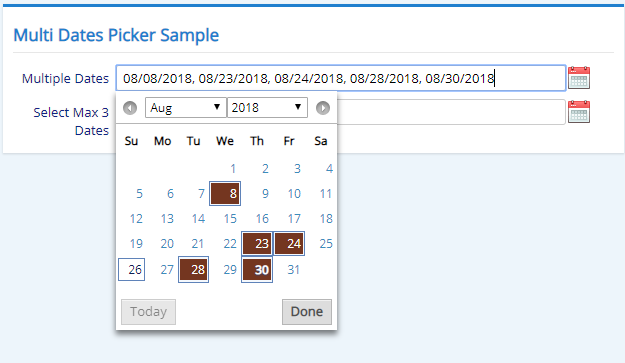 Multi Dates Picker Sample
Multiple Dates 08/08/2018, 08/23/2018, 08/24/2018, 08/28/2018, 08/30/2018
Select Max 3
Dates
Aug 2018
Su Mo Tu We Th Fr Sa
1 2 3 4
5 6 7 8 9 10 11
12 13 14 15 16 17 18
19 20 21 22 23 24 25
26 27 28 29 30 31
Today Done